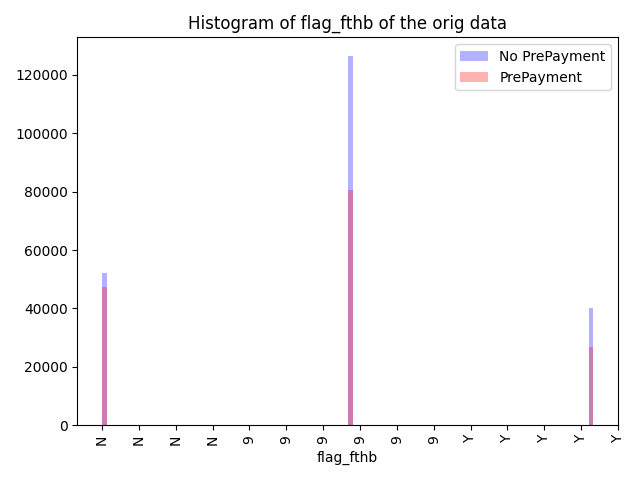 Histogram of flag_fthb of the orig data
No PrePayment
PrePayment
120000
100000
80000
60000
40000
20000
0
N N N N 9 9 9 9 9 9 Y Y Y Y Y
flag_fthb